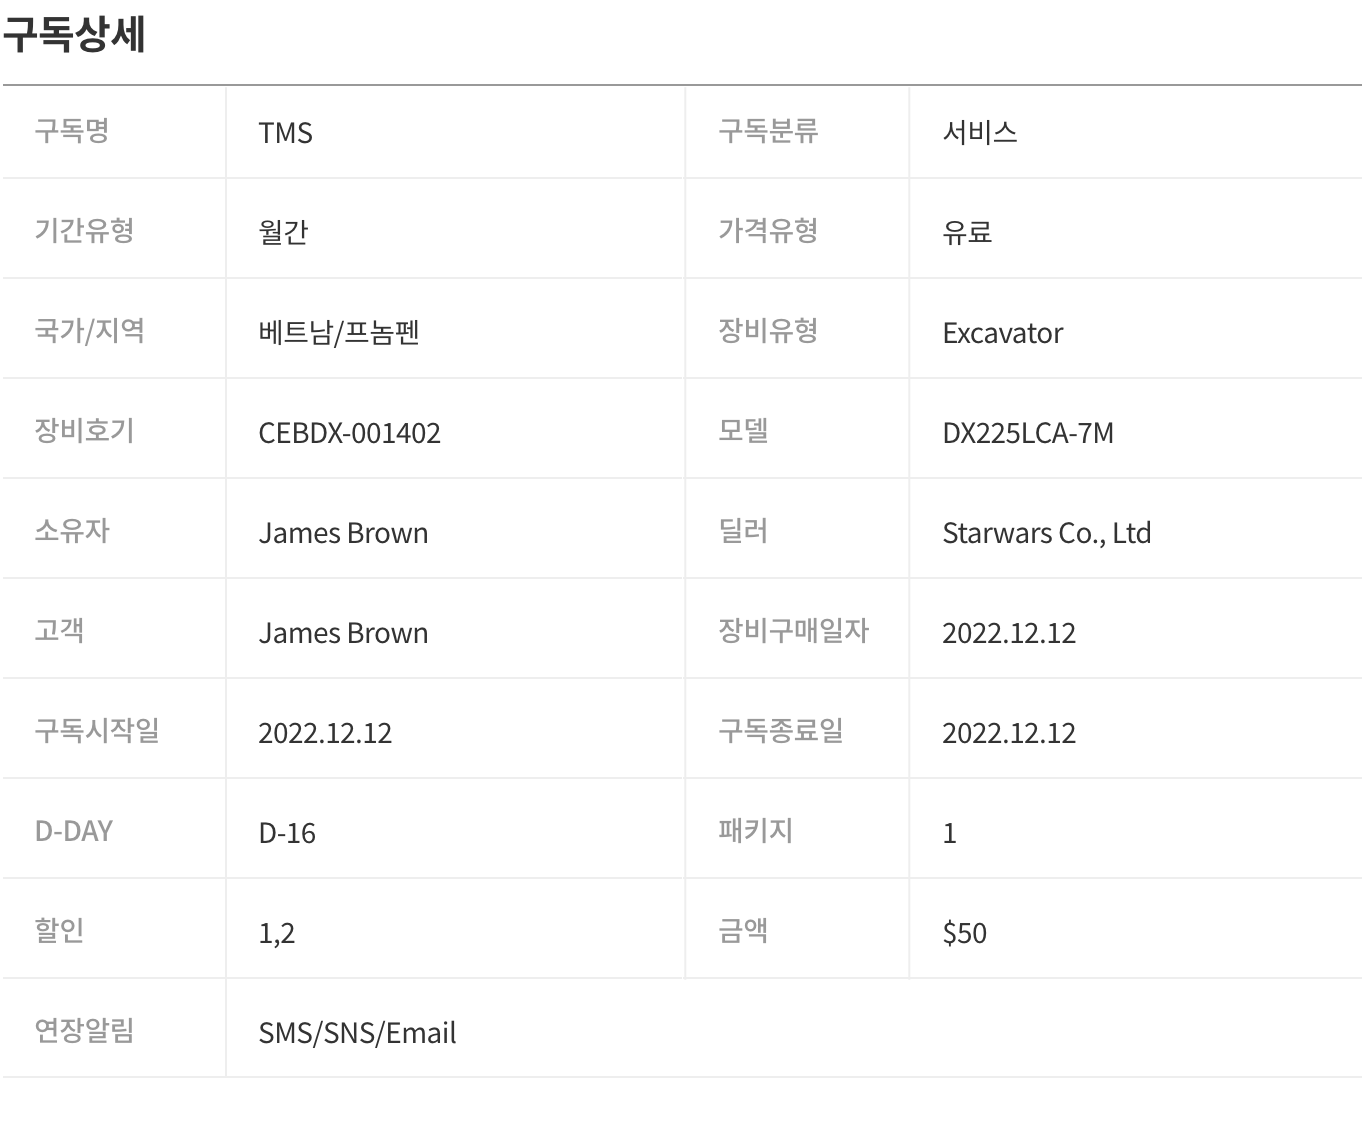 구독상세
구독명 TMS 구독분류 서비스
기간유형 월간 가격유형 유료
국가/지역 베트남/프놈펜 장비유형 Excavator
장비호기 CEBDX-001402 모델 DX225LCA-7M
소유자 James Brown 딜러 Starwars Co., Ltd
고객 James Brown 장비구매일자 2022.12.12
구독시작일 2022.12.12 구독종료일 2022.12.12
D-DAY D-16 패키지 1
할인 1,2 금액 $50
연장알림 SMS/SNS/Email